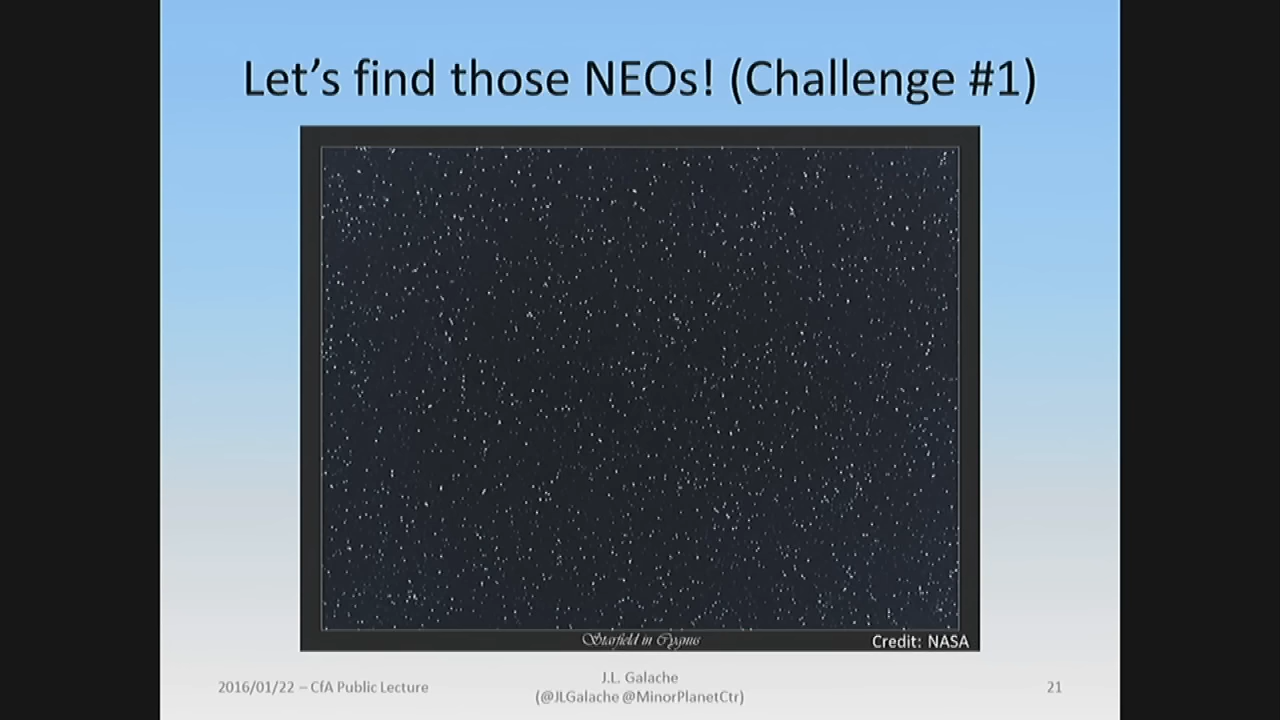 Let's find those NEOs! (Challenge #1)
Starfield in Cygnus
Credit: NASA
2016/01/22 – CfA Public Lecture
J.L. Galache
(@JLGalache @MinorPlanetCtr)
21